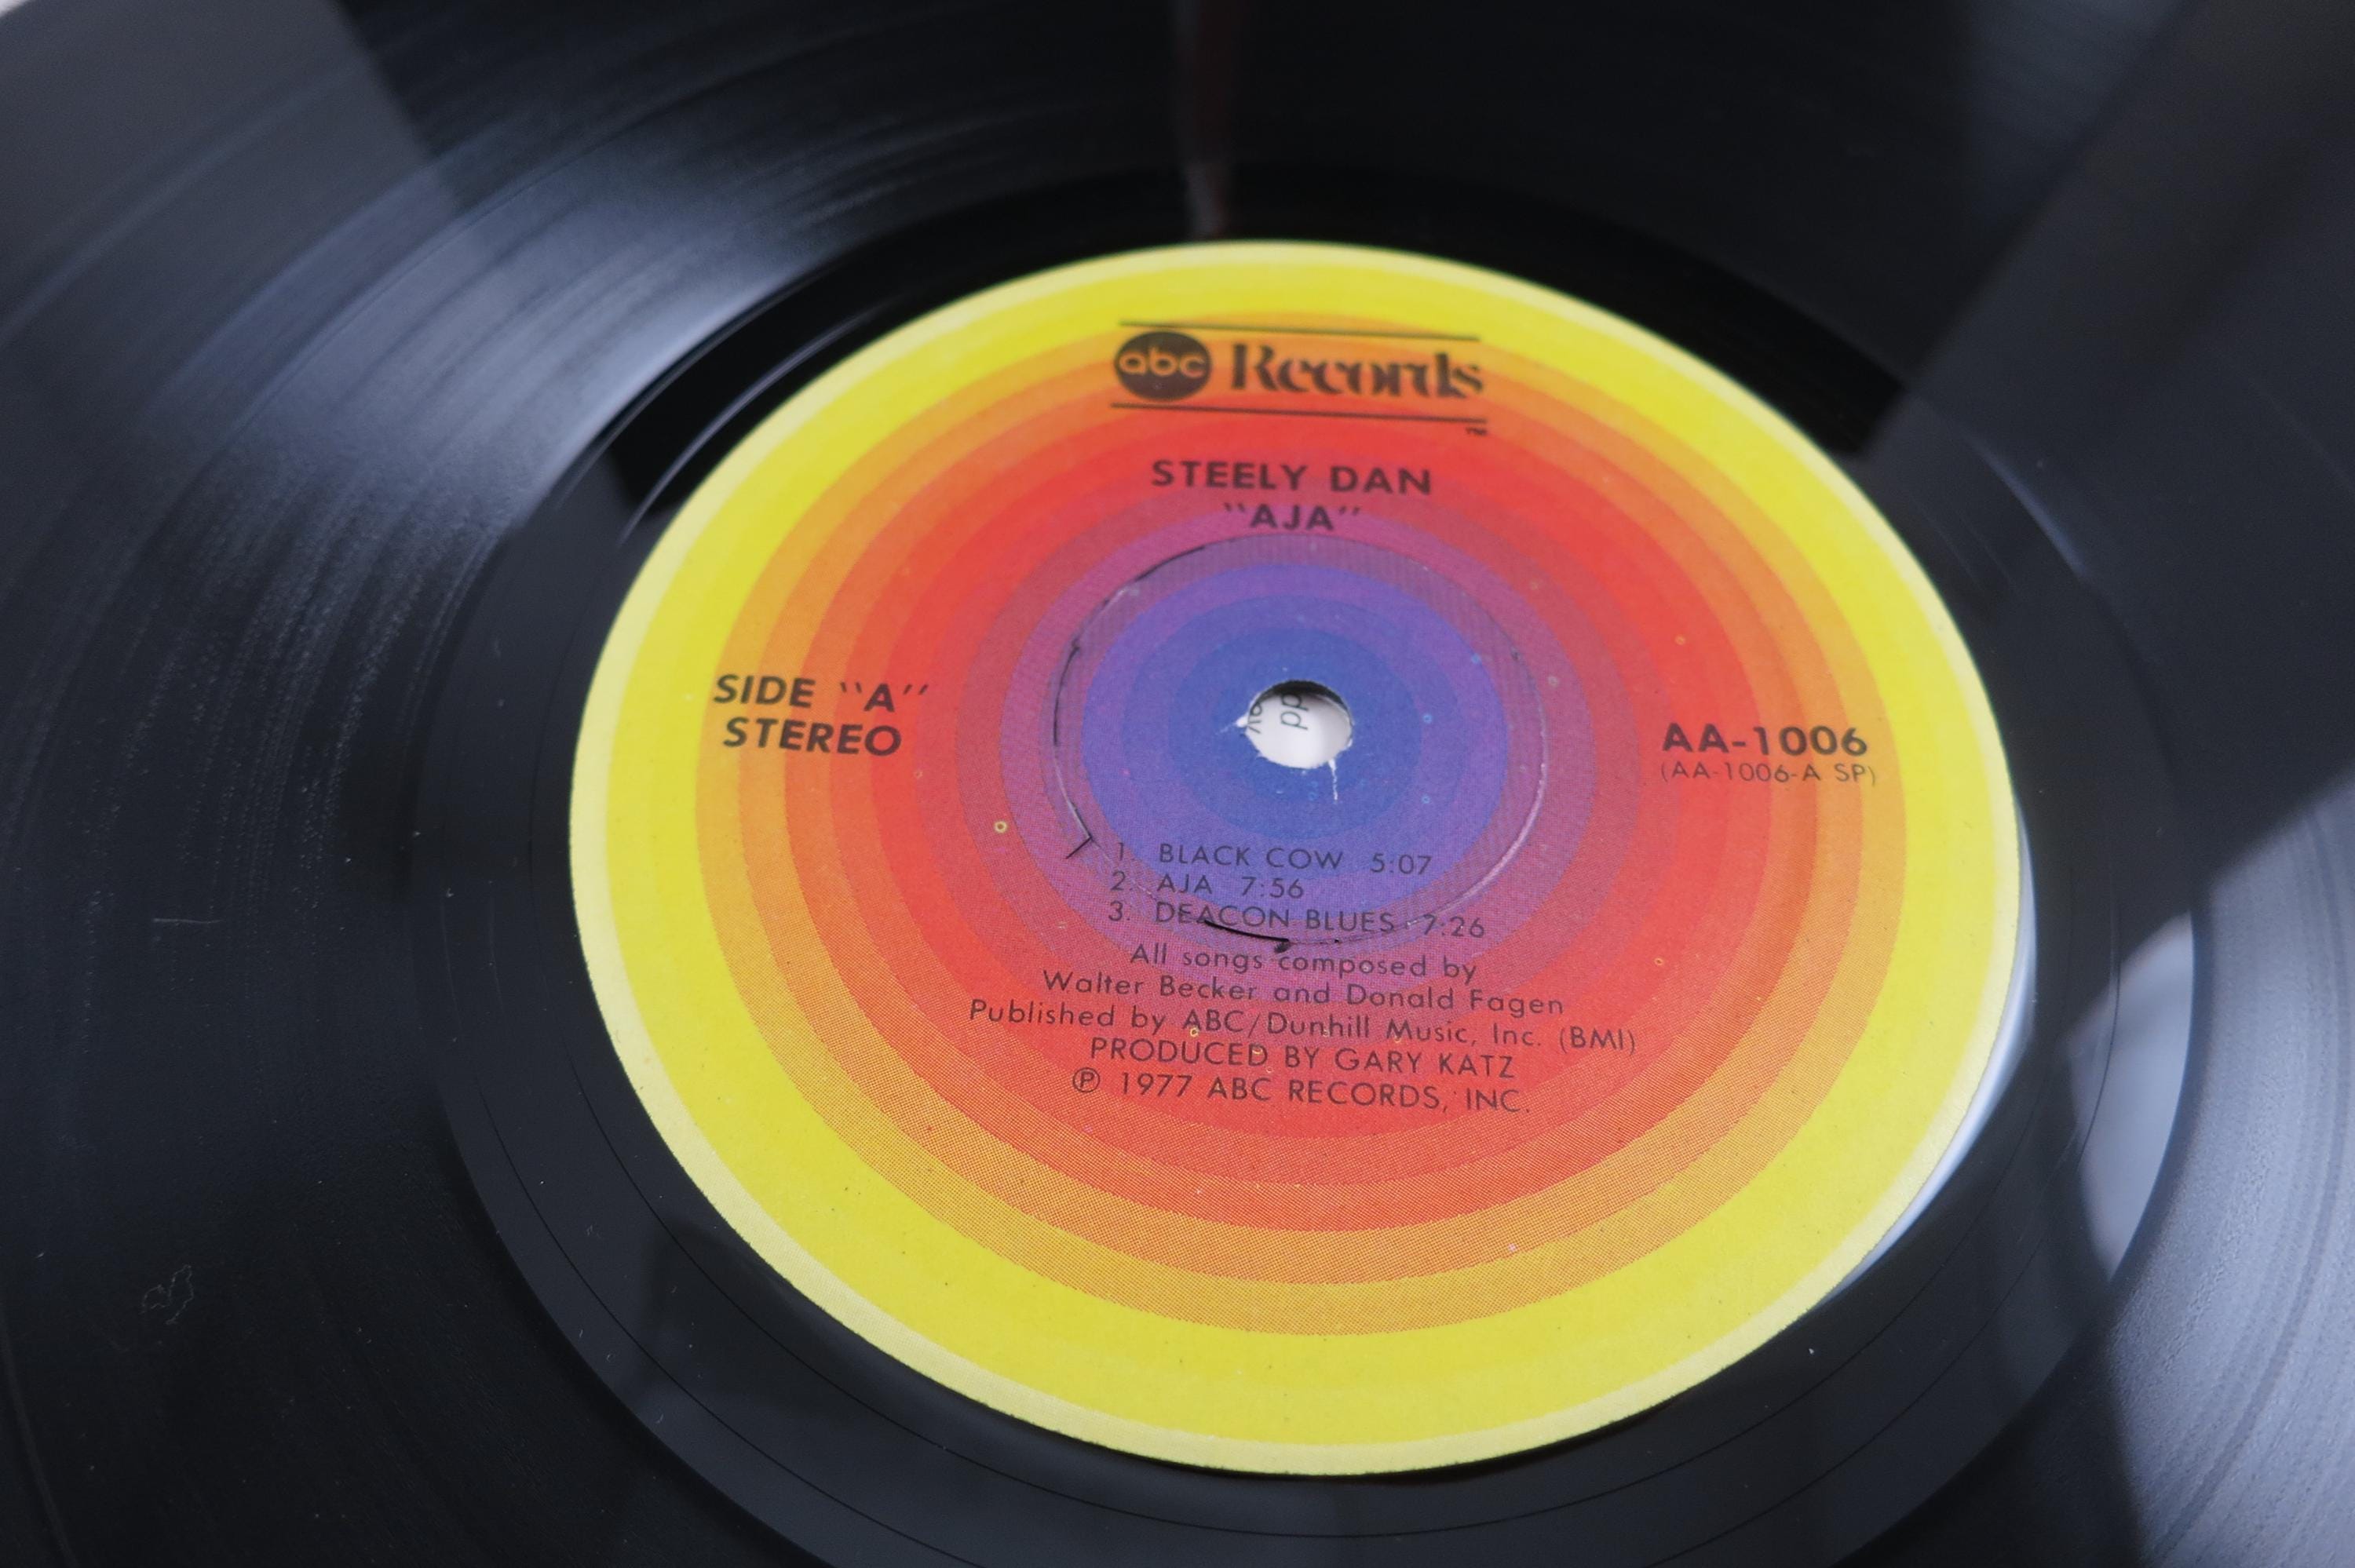 abc Records
™
STEELY DAN
"AJA"
SIDE "A"
STEREO
AA-1006
(AA-1006-A SP)
1. BLACK COW 5:07
2. AJA 7:56
3. DEACON BLUES 7:26
All songs composed by
Walter Becker and Donald Fagen
Published by ABC/Dunhill Music, Inc. (BMI)
PRODUCED BY GARY KATZ
℗ 1977 ABC RECORDS, INC.